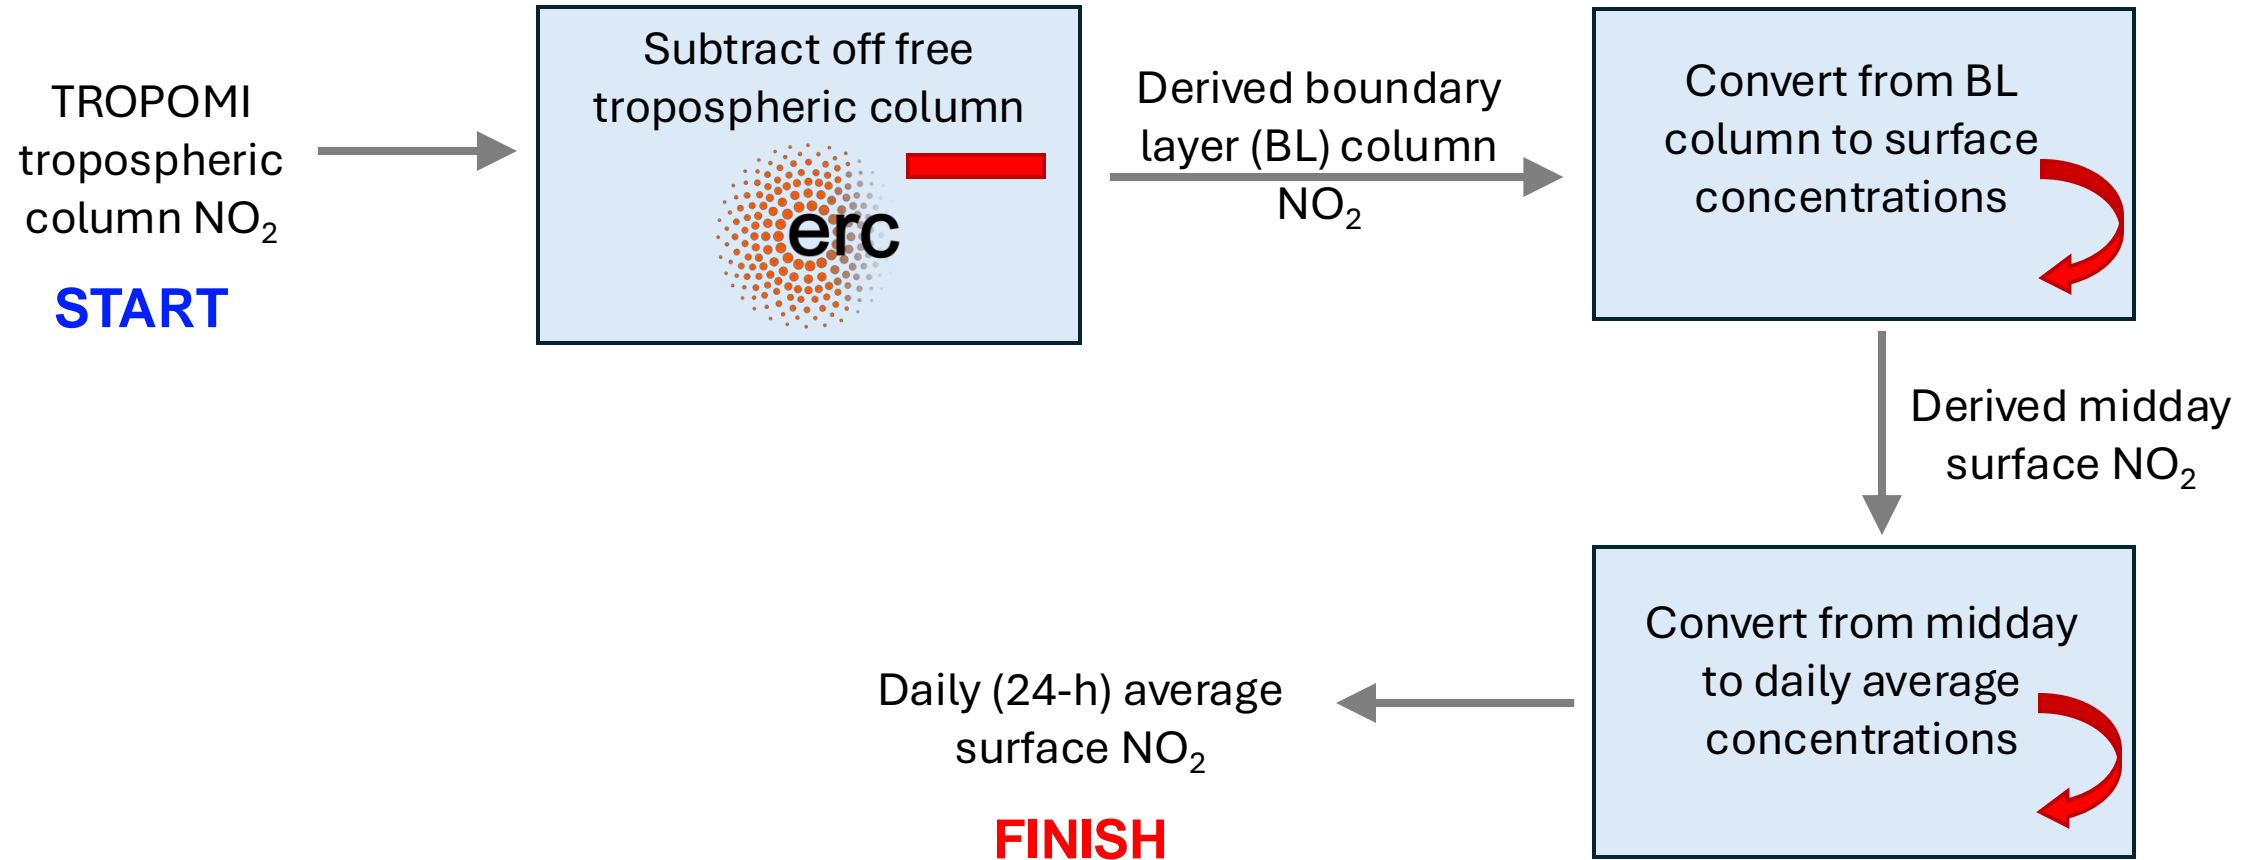 TROPOMI
tropospheric
column NO₂
START
Subtract off free
tropospheric column
erc
Derived boundary
layer (BL) column
NO₂
Convert from BL
column to surface
concentrations
Derived midday
surface NO₂
Convert from midday
to daily average
concentrations
Daily (24-h) average
surface NO₂
FINISH